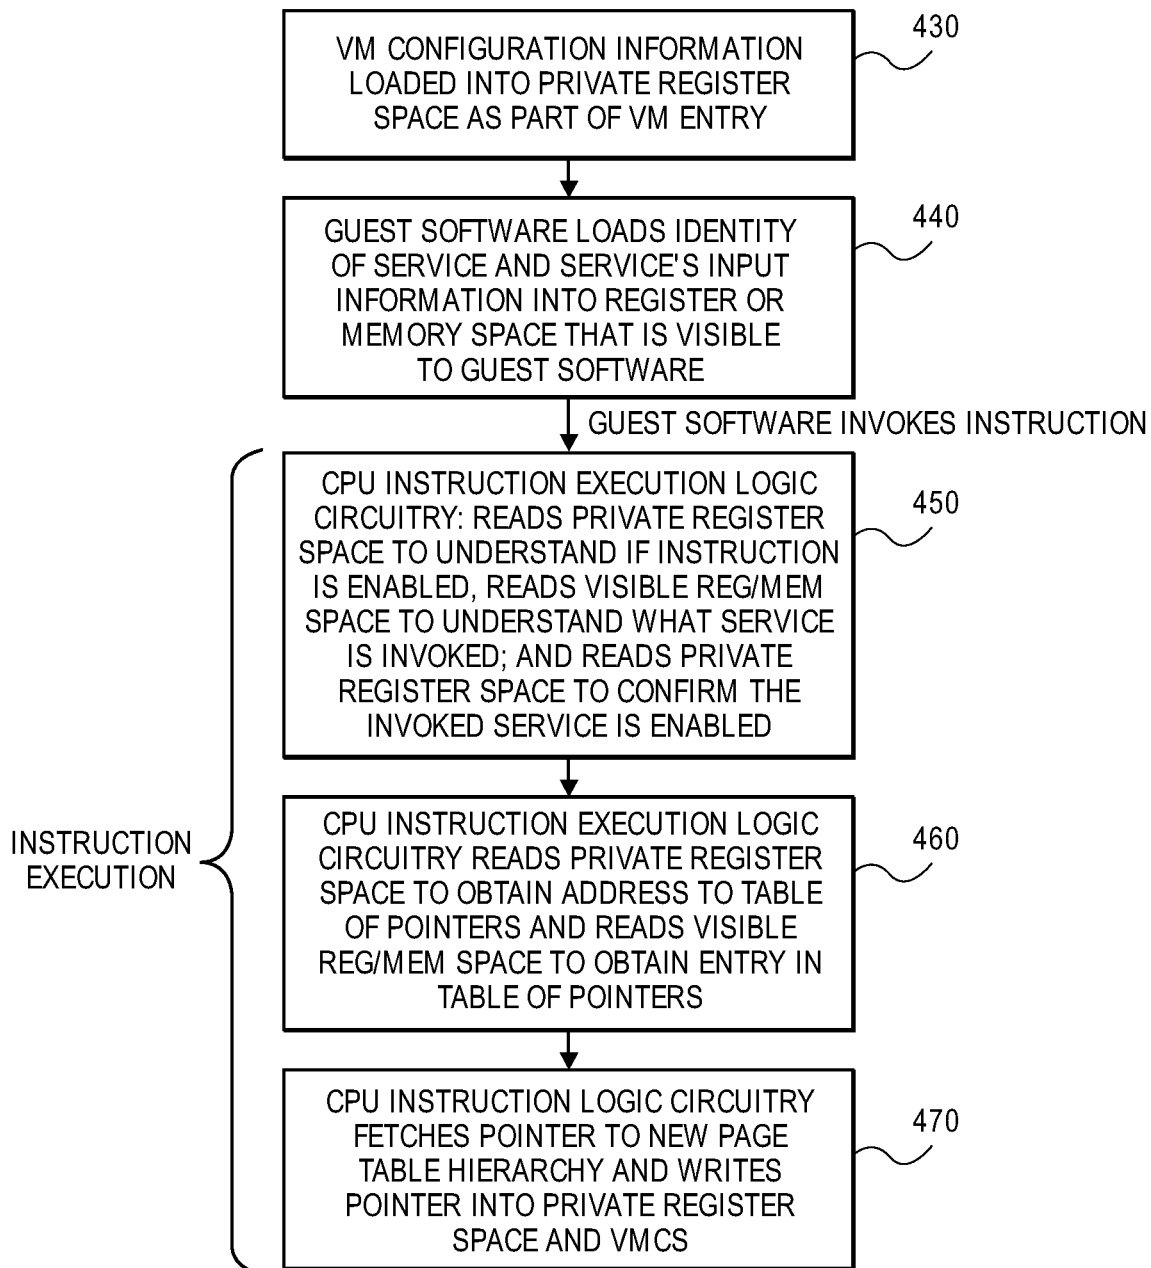 VM CONFIGURATION INFORMATION
LOADED INTO PRIVATE REGISTER
SPACE AS PART OF VM ENTRY
430
GUEST SOFTWARE LOADS IDENTITY
OF SERVICE AND SERVICE'S INPUT
INFORMATION INTO REGISTER OR
MEMORY SPACE THAT IS VISIBLE
TO GUEST SOFTWARE
440
GUEST SOFTWARE INVOKES INSTRUCTION
CPU INSTRUCTION EXECUTION LOGIC
CIRCUITRY: READS PRIVATE REGISTER
SPACE TO UNDERSTAND IF INSTRUCTION
IS ENABLED, READS VISIBLE REG/MEM
SPACE TO UNDERSTAND WHAT SERVICE
IS INVOKED; AND READS PRIVATE
REGISTER SPACE TO CONFIRM THE
INVOKED SERVICE IS ENABLED
450
INSTRUCTION
EXECUTION
CPU INSTRUCTION EXECUTION LOGIC
CIRCUITRY READS PRIVATE REGISTER
SPACE TO OBTAIN ADDRESS TO TABLE
OF POINTERS AND READS VISIBLE
REG/MEM SPACE TO OBTAIN ENTRY IN
TABLE OF POINTERS
460
CPU INSTRUCTION LOGIC CIRCUITRY
FETCHES POINTER TO NEW PAGE
TABLE HIERARCHY AND WRITES
POINTER INTO PRIVATE REGISTER
SPACE AND VMCS
470